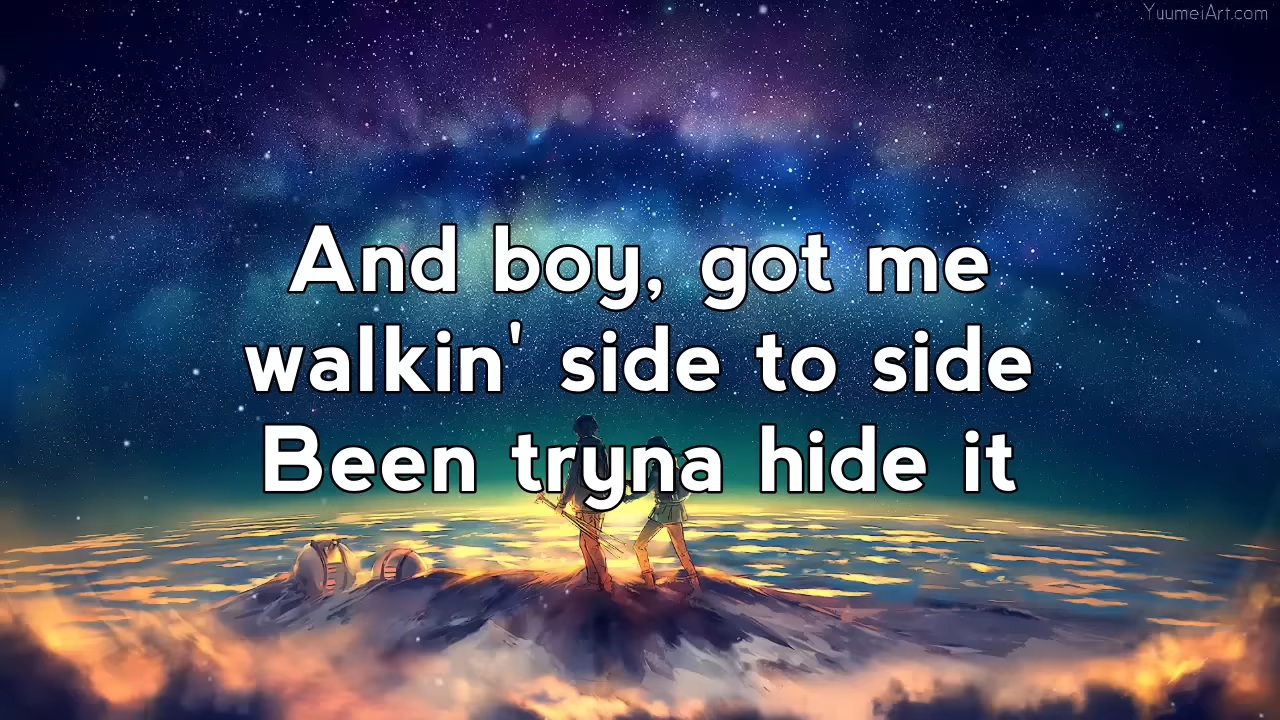 YuumeiArt.com
And boy, got me
walkin' side to side
Been tryna hide it